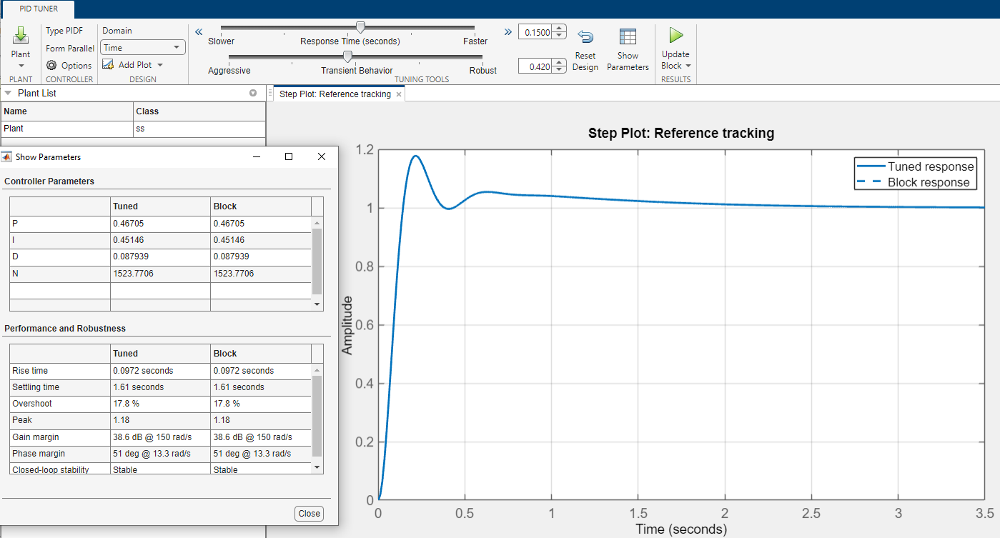 PID TUNER
Plant
PLANT
Type PIDF
Form Parallel
Options
CONTROLLER
Domain
Time
Add Plot
DESIGN
Slower
Response Time (seconds)
Faster
0.1500
Aggressive
Transient Behavior
Robust
0.420
TUNING TOOLS
Reset
Design
Show
Parameters
Update
Block
RESULTS
Plant List
Name Class
Plant ss
Step Plot: Reference tracking
Show Parameters
Controller Parameters
Tuned Block
P 0.46705 0.46705
I 0.45146 0.45146
D 0.087939 0.087939
N 1523.7706 1523.7706
Performance and Robustness
Tuned Block
Rise time 0.0972 seconds 0.0972 seconds
Settling time 1.61 seconds 1.61 seconds
Overshoot 17.8 % 17.8 %
Peak 1.18 1.18
Gain margin 38.6 dB @ 150 rad/s 38.6 dB @ 150 rad/s
Phase margin 51 deg @ 13.3 rad/s 51 deg @ 13.3 rad/s
Closed-loop stability Stable Stable
Close
Step Plot: Reference tracking
Tuned response
Block response
Amplitude
1.2
1
0.8
0.6
0.4
0.2
0
0 0.5 1 1.5 2 2.5 3 3.5
Time (seconds)